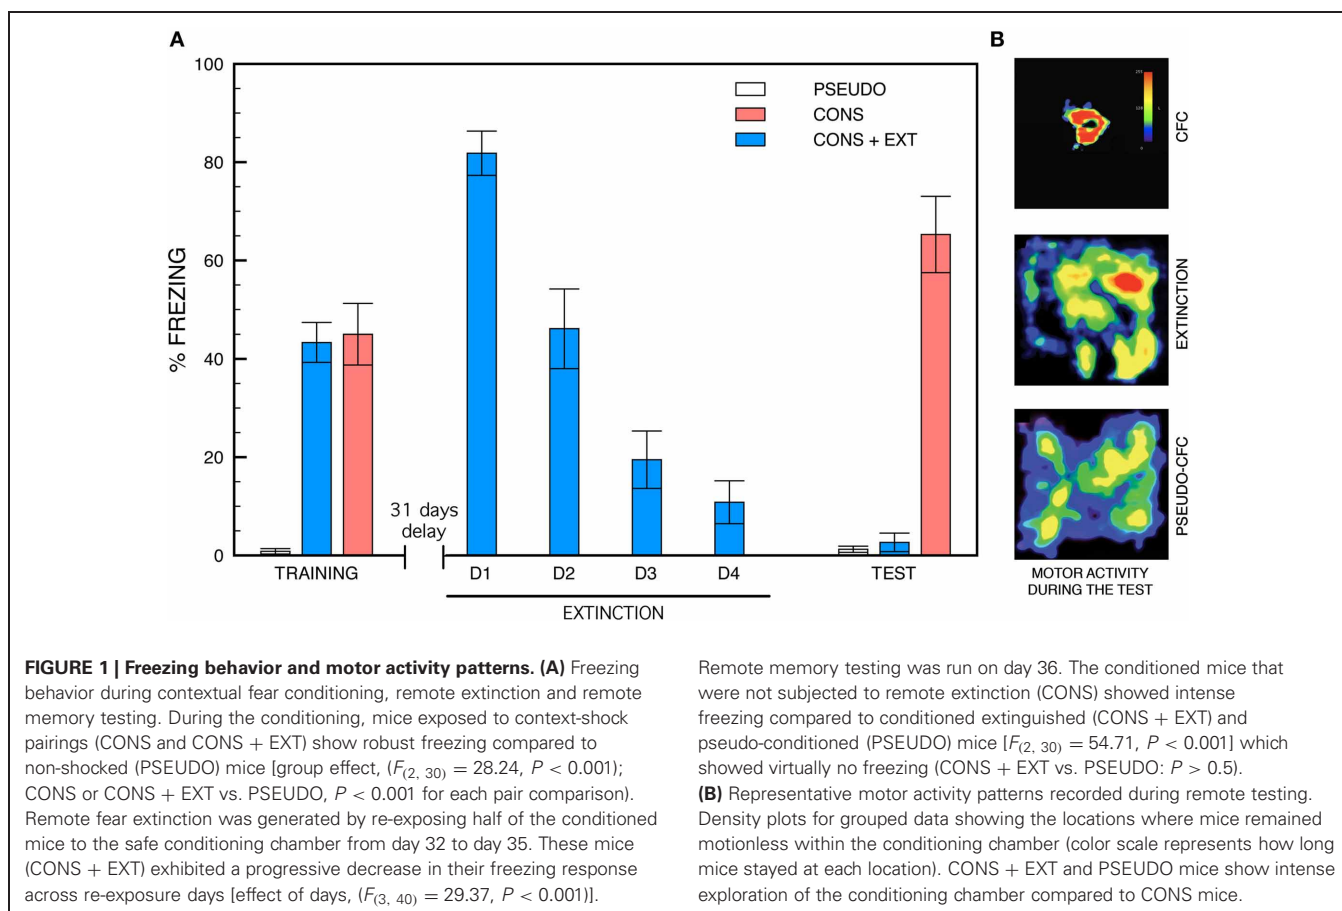 A
B
100
80
60
40
20
0
% FREZING
PSEUDO
CONS
CONS + EXT
31 days
delay
TRAINING
D1
D2
D3
D4
TEST
EXTINCTION
CFC
EXTINCTION
PSEUDO-CFC
MOTOR ACTIVITY
DURING THE TEST
FIGURE 1 | Freezing behavior and motor activity patterns. (A) Freezing
behavior during contextual fear conditioning, remote extinction and remote
memory testing. During the conditioning, mice exposed to context-shock
pairings (CONS and CONS + EXT) show robust freezing compared to
non-shocked (PSEUDO) mice [group effect, (F(2, 30) = 28.24, P < 0.001);
CONS or CONS + EXT vs. PSEUDO, P < 0.001 for each pair comparison).
Remote fear extinction was generated by re-exposing half of the conditioned
mice to the safe conditioning chamber from day 32 to day 35. These mice
(CONS + EXT) exhibited a progressive decrease in their freezing response
across re-exposure days [effect of days, (F(3, 40) = 29.37, P < 0.001)].
Remote memory testing was run on day 36. The conditioned mice that
were not subjected to remote extinction (CONS) showed intense
freezing compared to conditioned extinguished (CONS + EXT) and
pseudo-conditioned (PSEUDO) mice [F(2, 30) = 54.71, P < 0.001] which
showed virtually no freezing (CONS + EXT vs. PSEUDO: P > 0.5).
(B) Representative motor activity patterns recorded during remote testing.
Density plots for grouped data showing the locations where mice remained
motionless within the conditioning chamber (color scale represents how long
mice stayed at each location). CONS + EXT and PSEUDO mice show intense
exploration of the conditioning chamber compared to CONS mice.